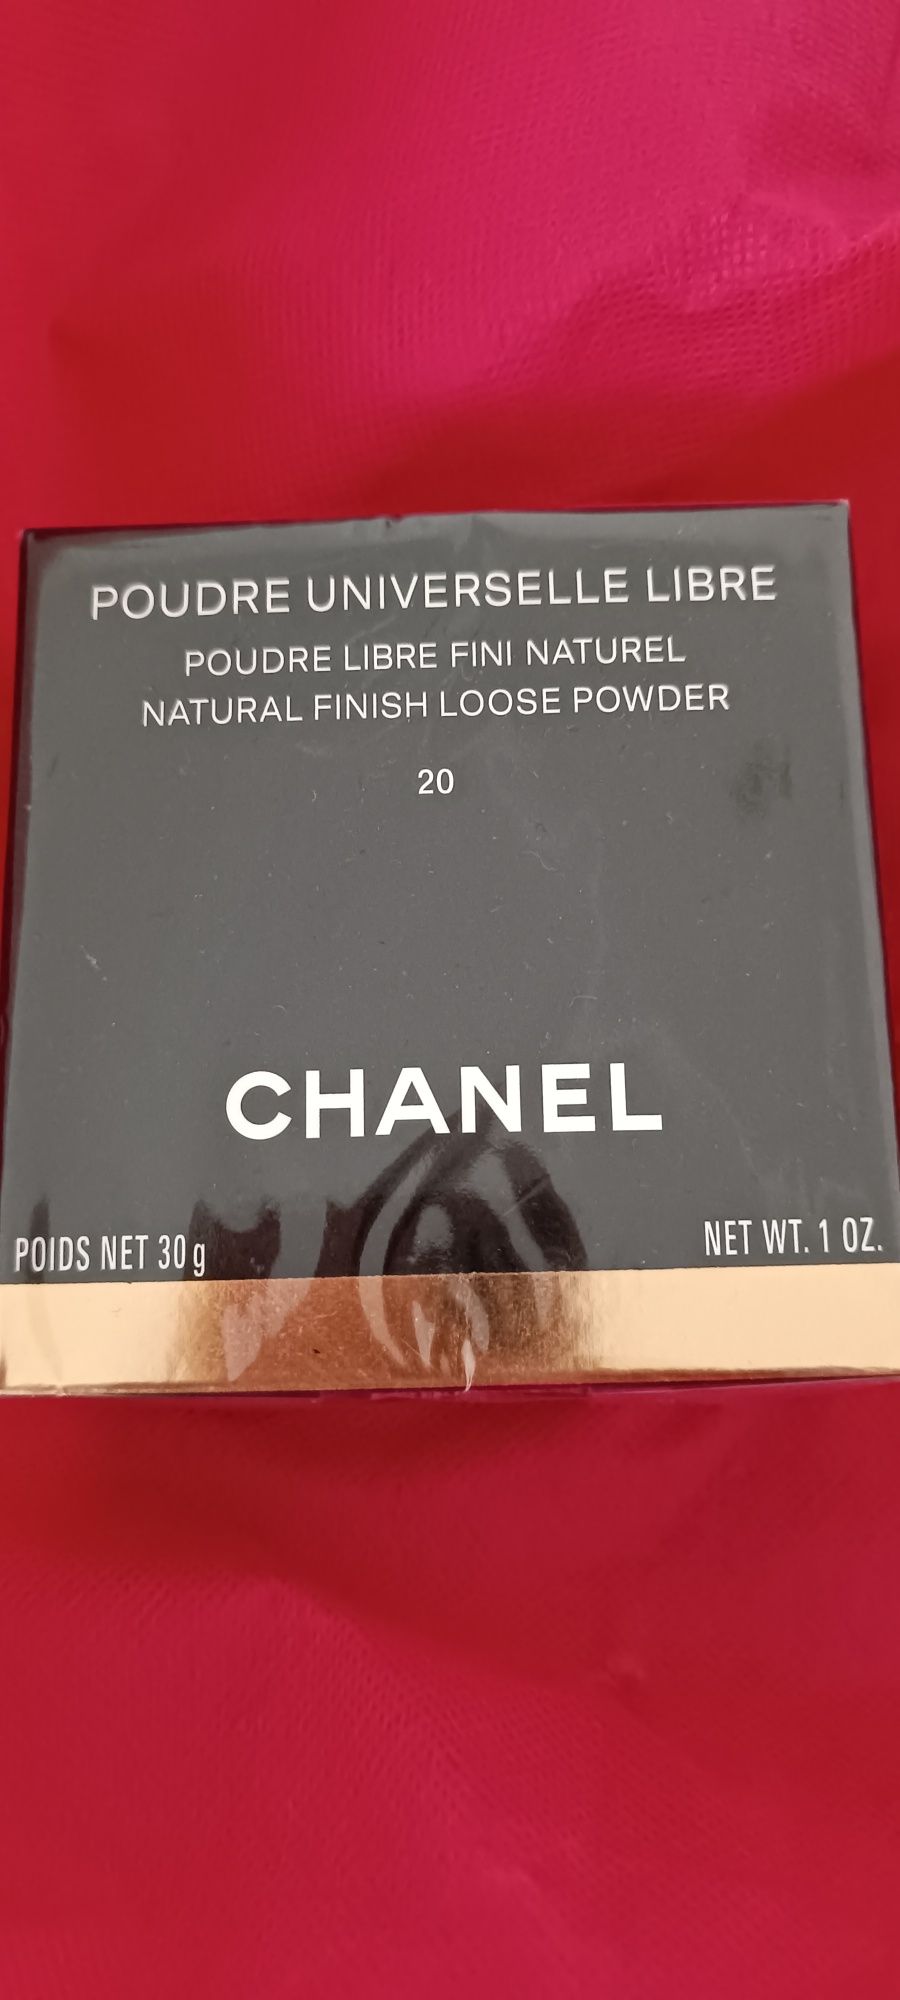 POUDRE UNIVERSELLE LIBRE
POUDRE LIBRE FINI NATUREL
NATURAL FINISH LOOSE POWDER
20
CHANEL
POIDS NET 30 g
NET WT. 1 OZ.